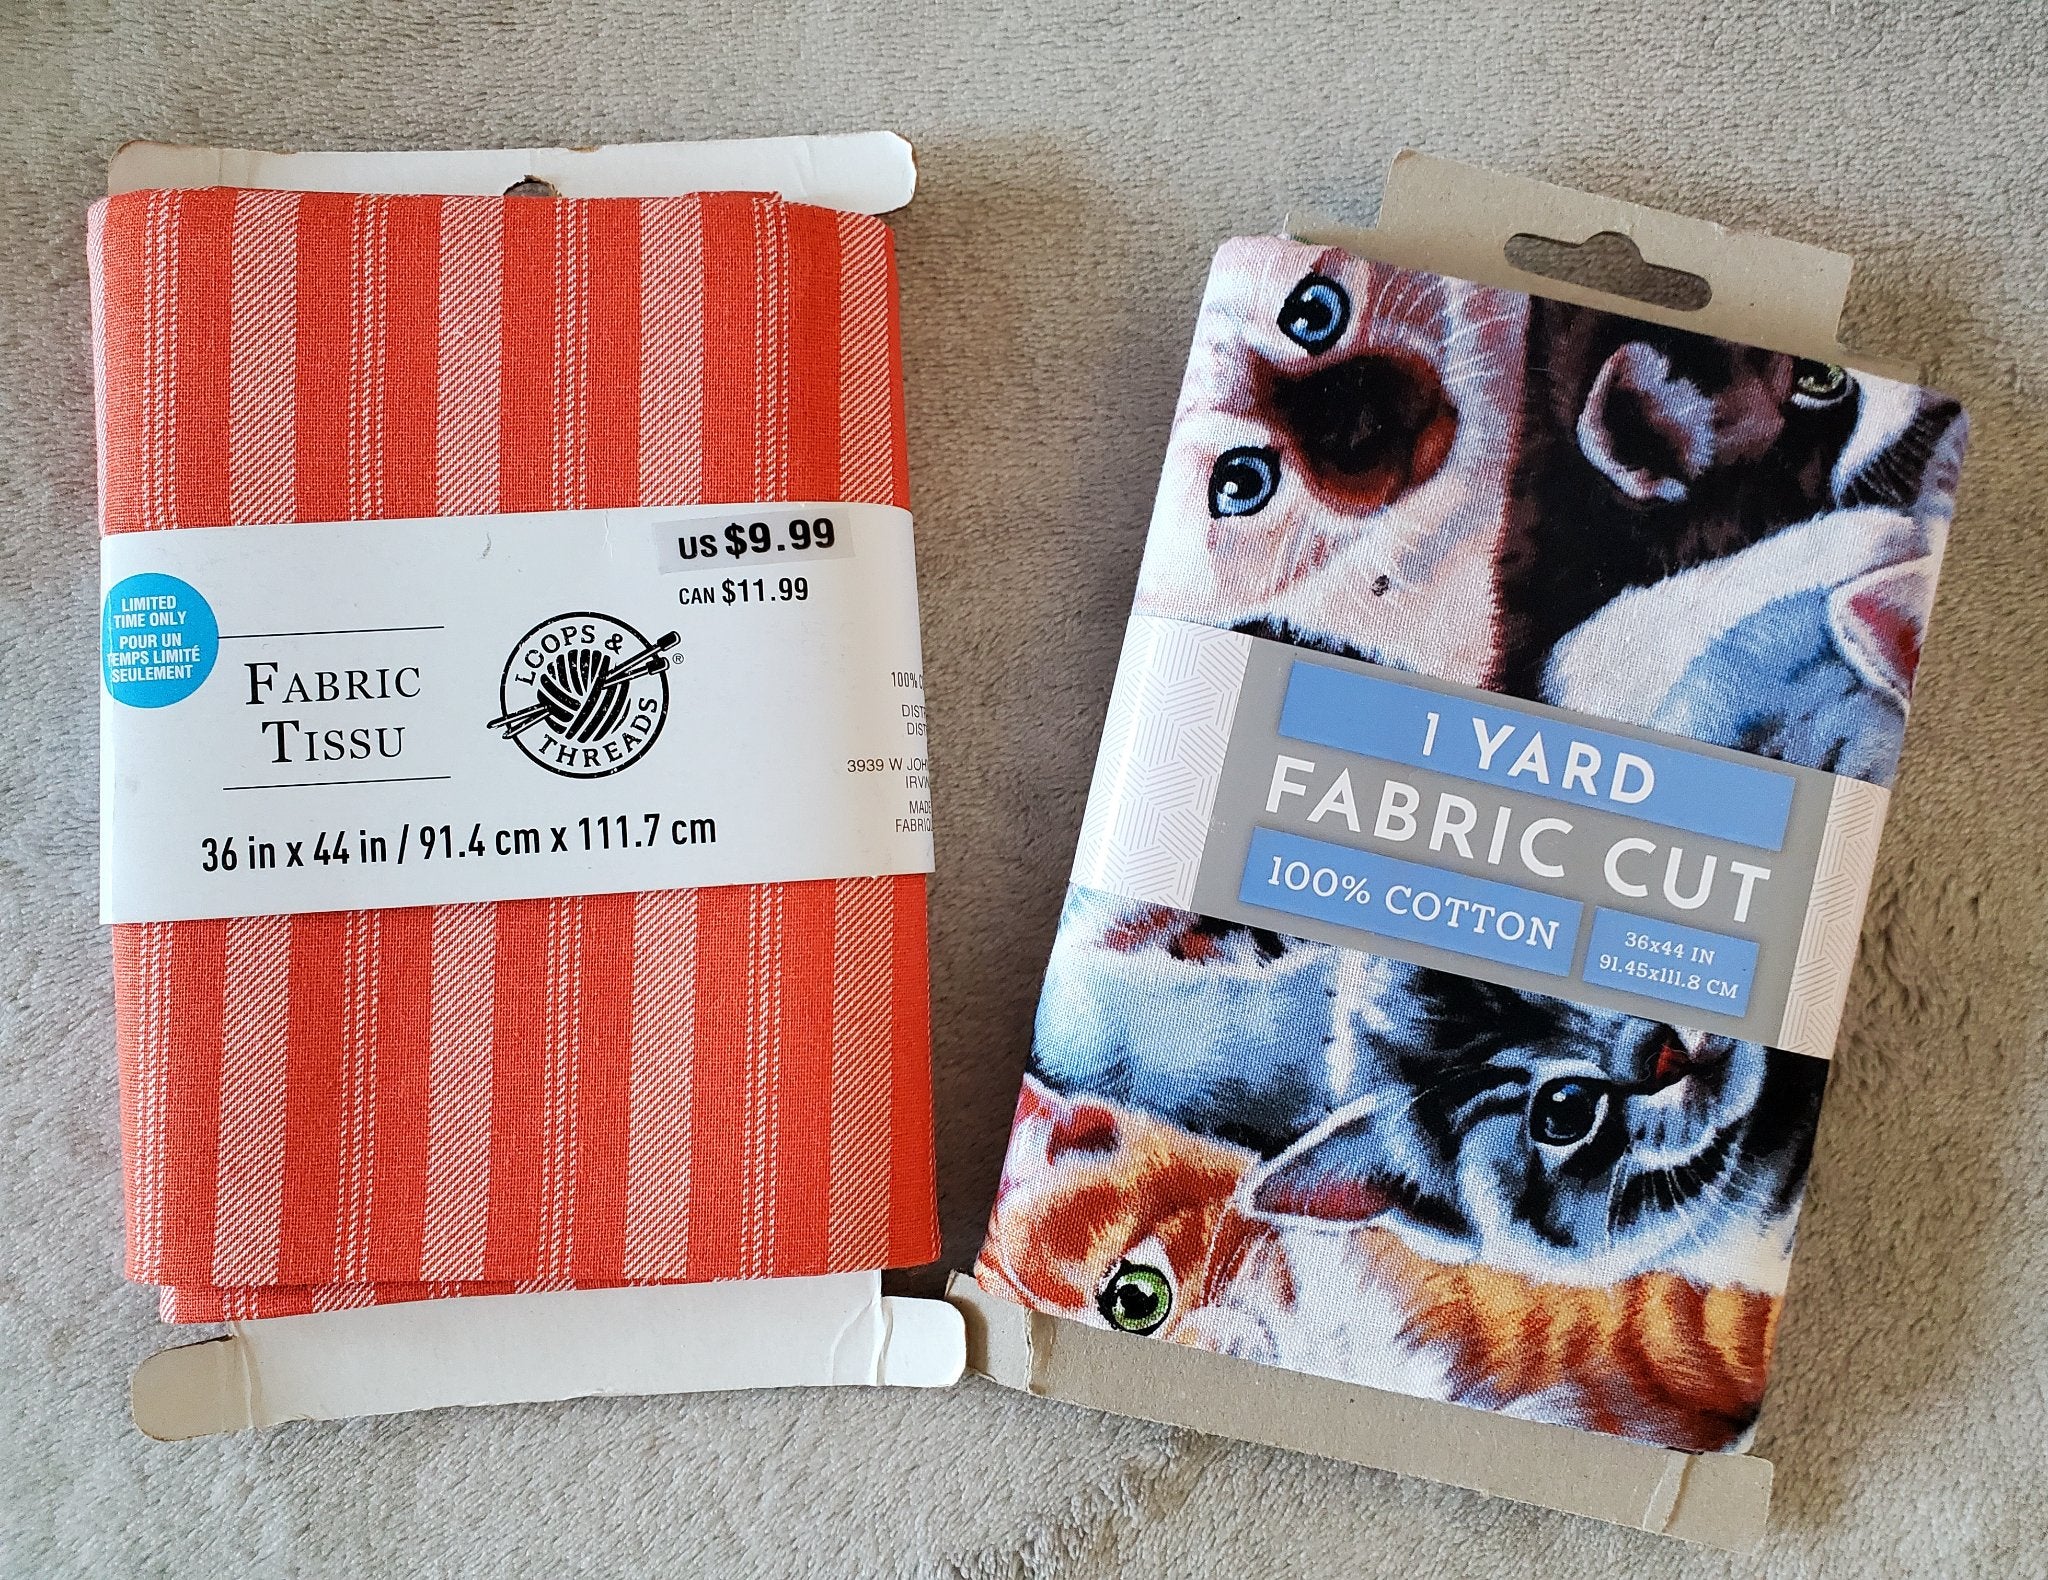 US $9.99
CAN $11.99
LIMITED
TIME ONLY
POUR UN
TEMPS LIMITÉ
SEULEMENT
FABRIC
TISSU
LOOPS &
THREADS
®
36 in x 44 in / 91.4 cm x 111.7 cm
100%
3939 W
1 YARD
FABRIC CUT
100% COTTON
36x44 IN
91.45x111.8 CM